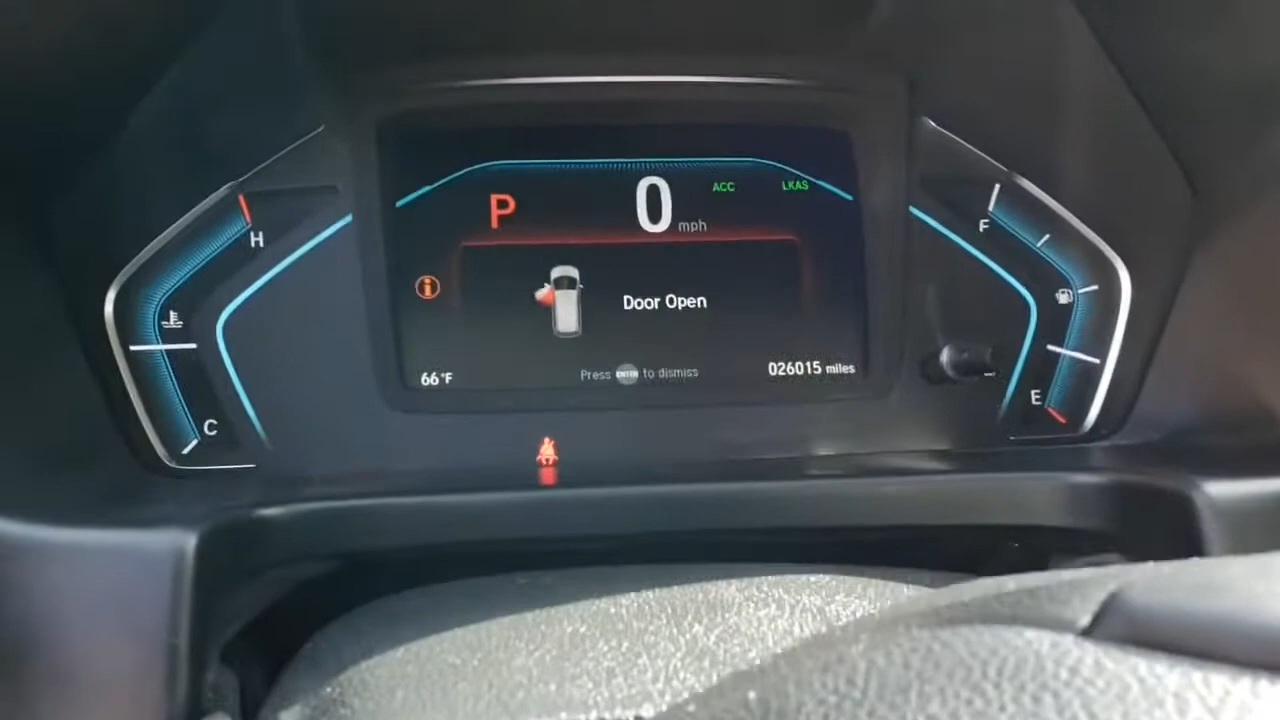 P 0 mph ACC LKAS
H
F
Door Open
66°F Press ENTER to dismiss 026015 miles
E
C